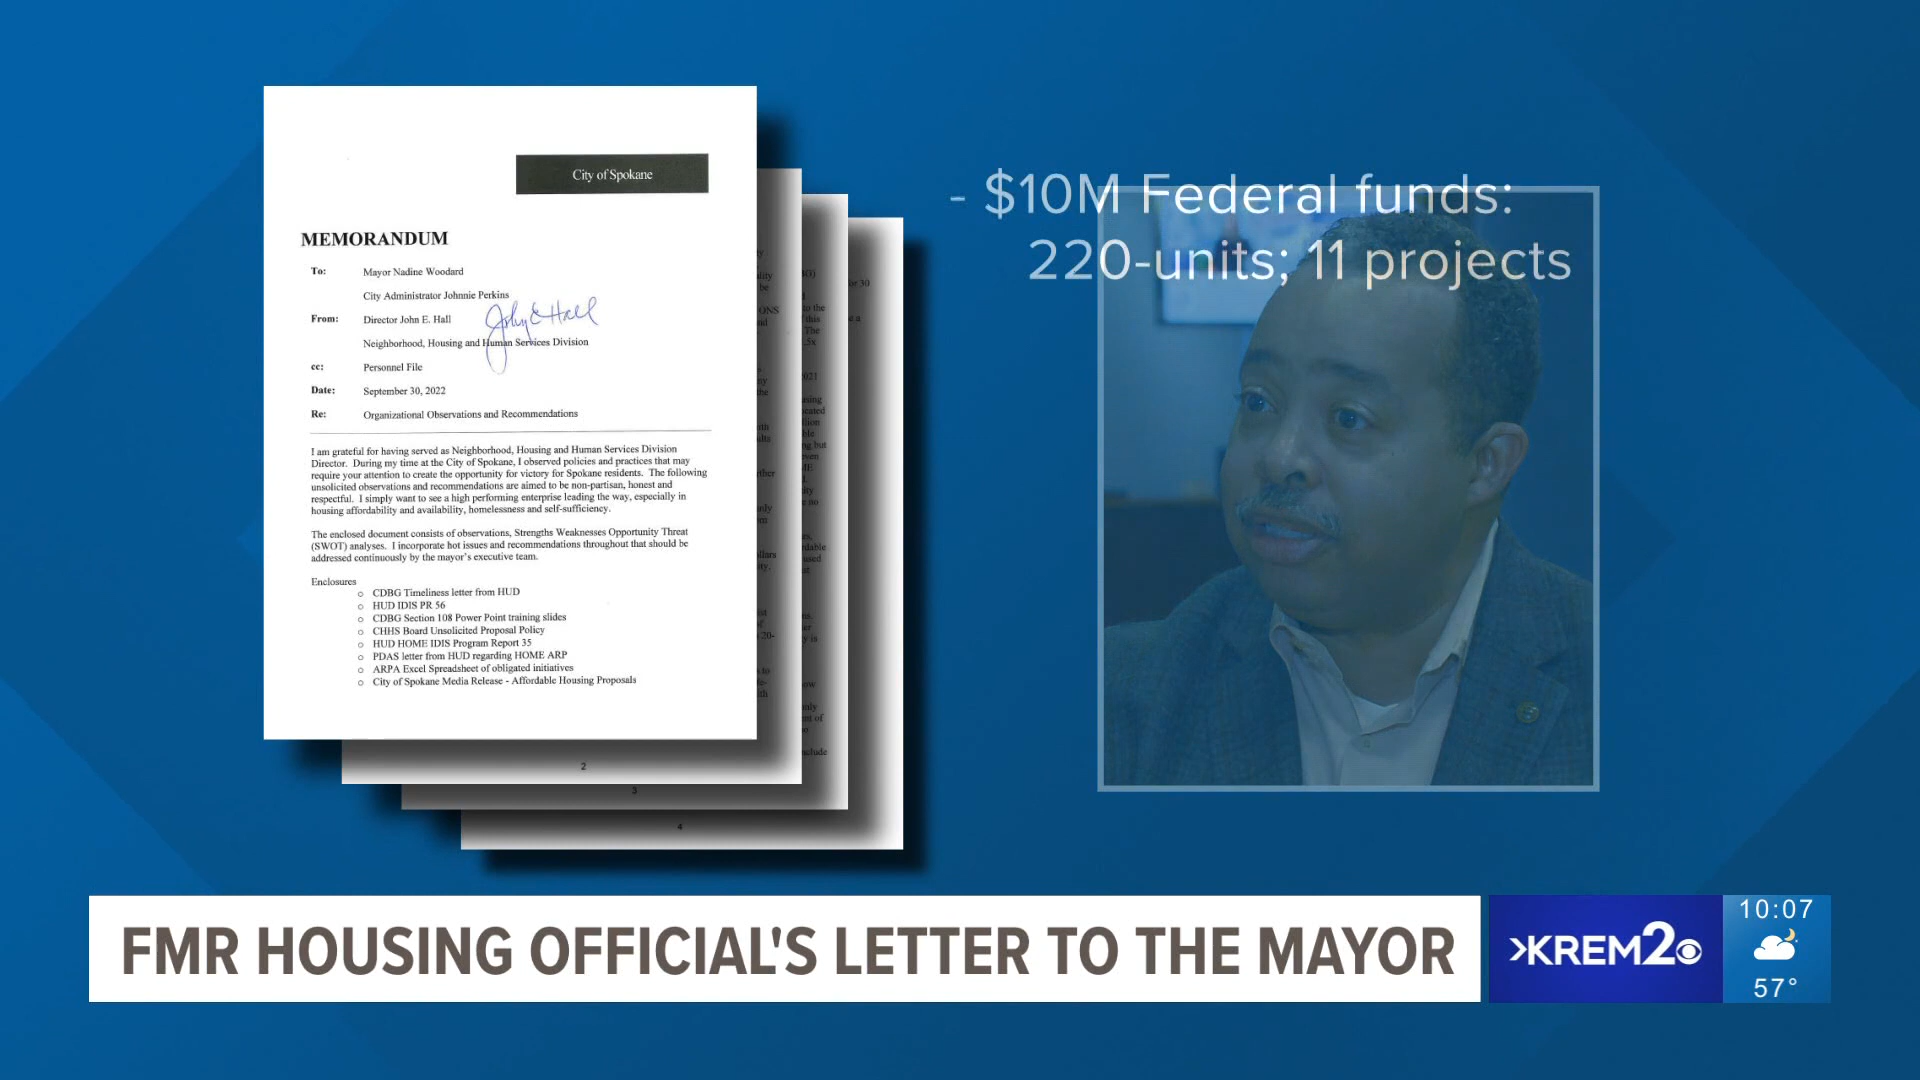 City of Spokane
MEMORANDUM
To: Mayor Nadine Woodard
City Administrator Johnnie Perkins
From: Director John E. Hall
John E Hall
Neighborhood, Housing and Human Services Division
cc: Personnel File
Date: September 30, 2022
Re: Organizational Observations and Recommendations
I am grateful for having served as Neighborhood, Housing and Human Services Division
Director. During my time at the City of Spokane, I observed policies and practices that may
require your attention to create the opportunity for victory for Spokane residents. The following
unsolicited observations and recommendations are aimed to be non-partisan, honest and
respectful. I simply want to see a high performing enterprise leading the way, especially in
housing affordability and availability, homelessness and self-sufficiency.
The enclosed document consists of observations, Strengths Weaknesses Opportunity Threat
(SWOT) analyses. I incorporate hot issues and recommendations throughout that should be
addressed continuously by the mayor's executive team.
Enclosures
o CDBG Timeliness letter from HUD
o HUD IDIS PR 56
o CDBG Section 108 Power Point training slides
o CHHS Board Unsolicited Proposal Policy
o HUD HOME IDIS Program Report 35
o PDAS letter from HUD regarding HOME ARP
o ARPA Excel Spreadsheet of obligated initiatives
o City of Spokane Media Release - Affordable Housing Proposals
2
3
4
- $10M Federal funds:
220-units; 11 projects
FMR HOUSING OFFICIAL'S LETTER TO THE MAYOR
KREM2
10:07
57°